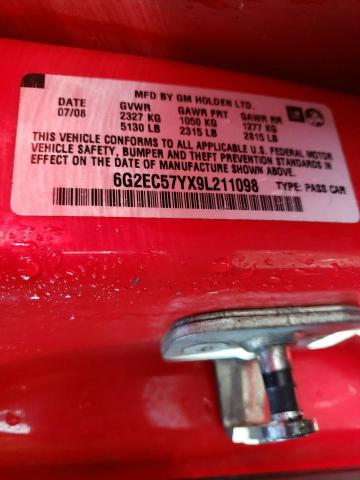 MFD BY GM HOLDEN LTD.
DATE GVWR GAWR FRT GAWR RR
07/08 2327 KG 1050 KG 1277 KG
5130 LB 2315 LB 2815 LB
THIS VEHICLE CONFORMS TO ALL APPLICABLE U.S. FEDERAL MOTOR
VEHICLE SAFETY, BUMPER AND THEFT PREVENTION STANDARDS IN
EFFECT ON THE DATE OF MANUFACTURE SHOWN ABOVE.
6G2EC57YX9L211098 TYPE: PASS CAR
GM